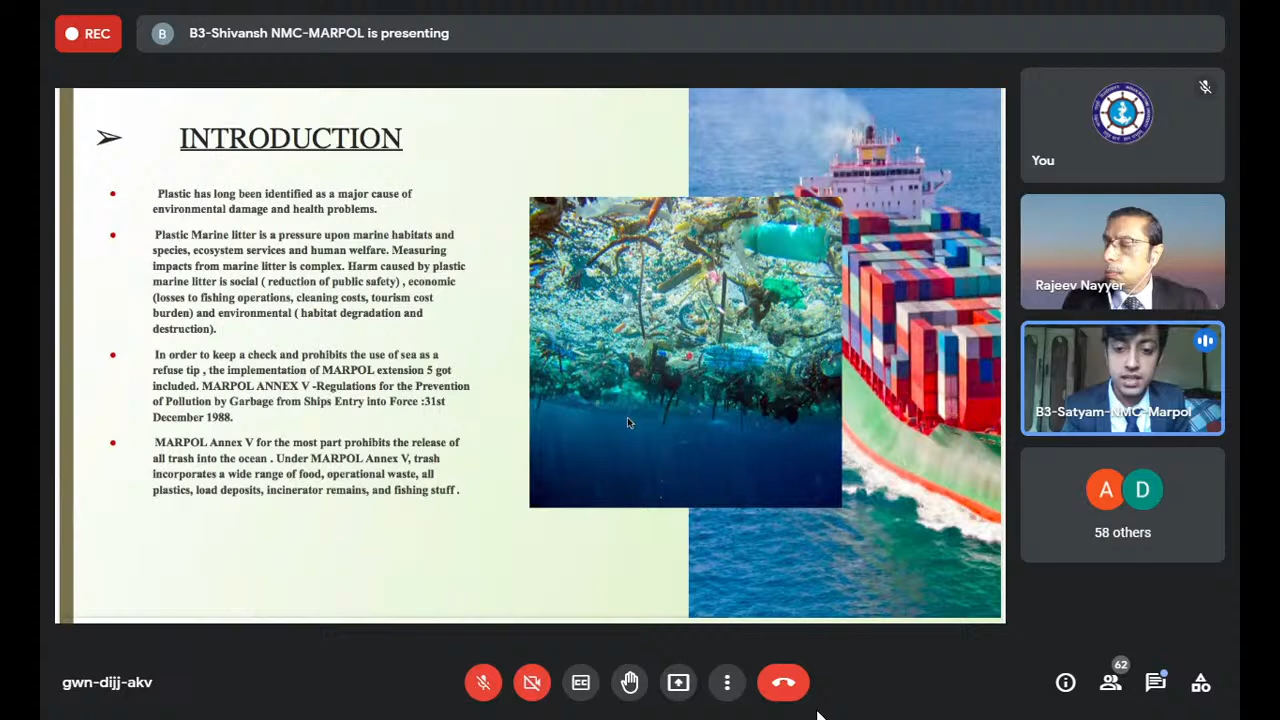 REC
B
B3-Shivansh NMC-MARPOL is presenting
➢ INTRODUCTION
• Plastic has long been identified as a major cause of
environmental damage and health problems.
• Plastic Marine litter is a pressure upon marine habitats and
species, ecosystem services and human welfare. Measuring
impacts from marine litter is complex. Harm caused by plastic
marine litter is social ( reduction of public safety) , economic
(losses to fishing operations, cleaning costs, tourism cost
burden) and environmental ( habitat degradation and
destruction).
• In order to keep a check and prohibits the use of sea as a
refuse tip , the implementation of MARPOL extension 5 got
included. MARPOL ANNEX V -Regulations for the Prevention
of Pollution by Garbage from Ships Entry into Force :31st
December 1988.
• MARPOL Annex V for the most part prohibits the release of
all trash into the ocean . Under MARPOL Annex V, trash
incorporates a wide range of food, operational waste, all
plastics, load deposits, incinerator remains, and fishing stuff .
You
Rajeev Nayyer
B3-Satyam-NMC-Marpol
A D
58 others
gwn-dijj-akv
CC
62